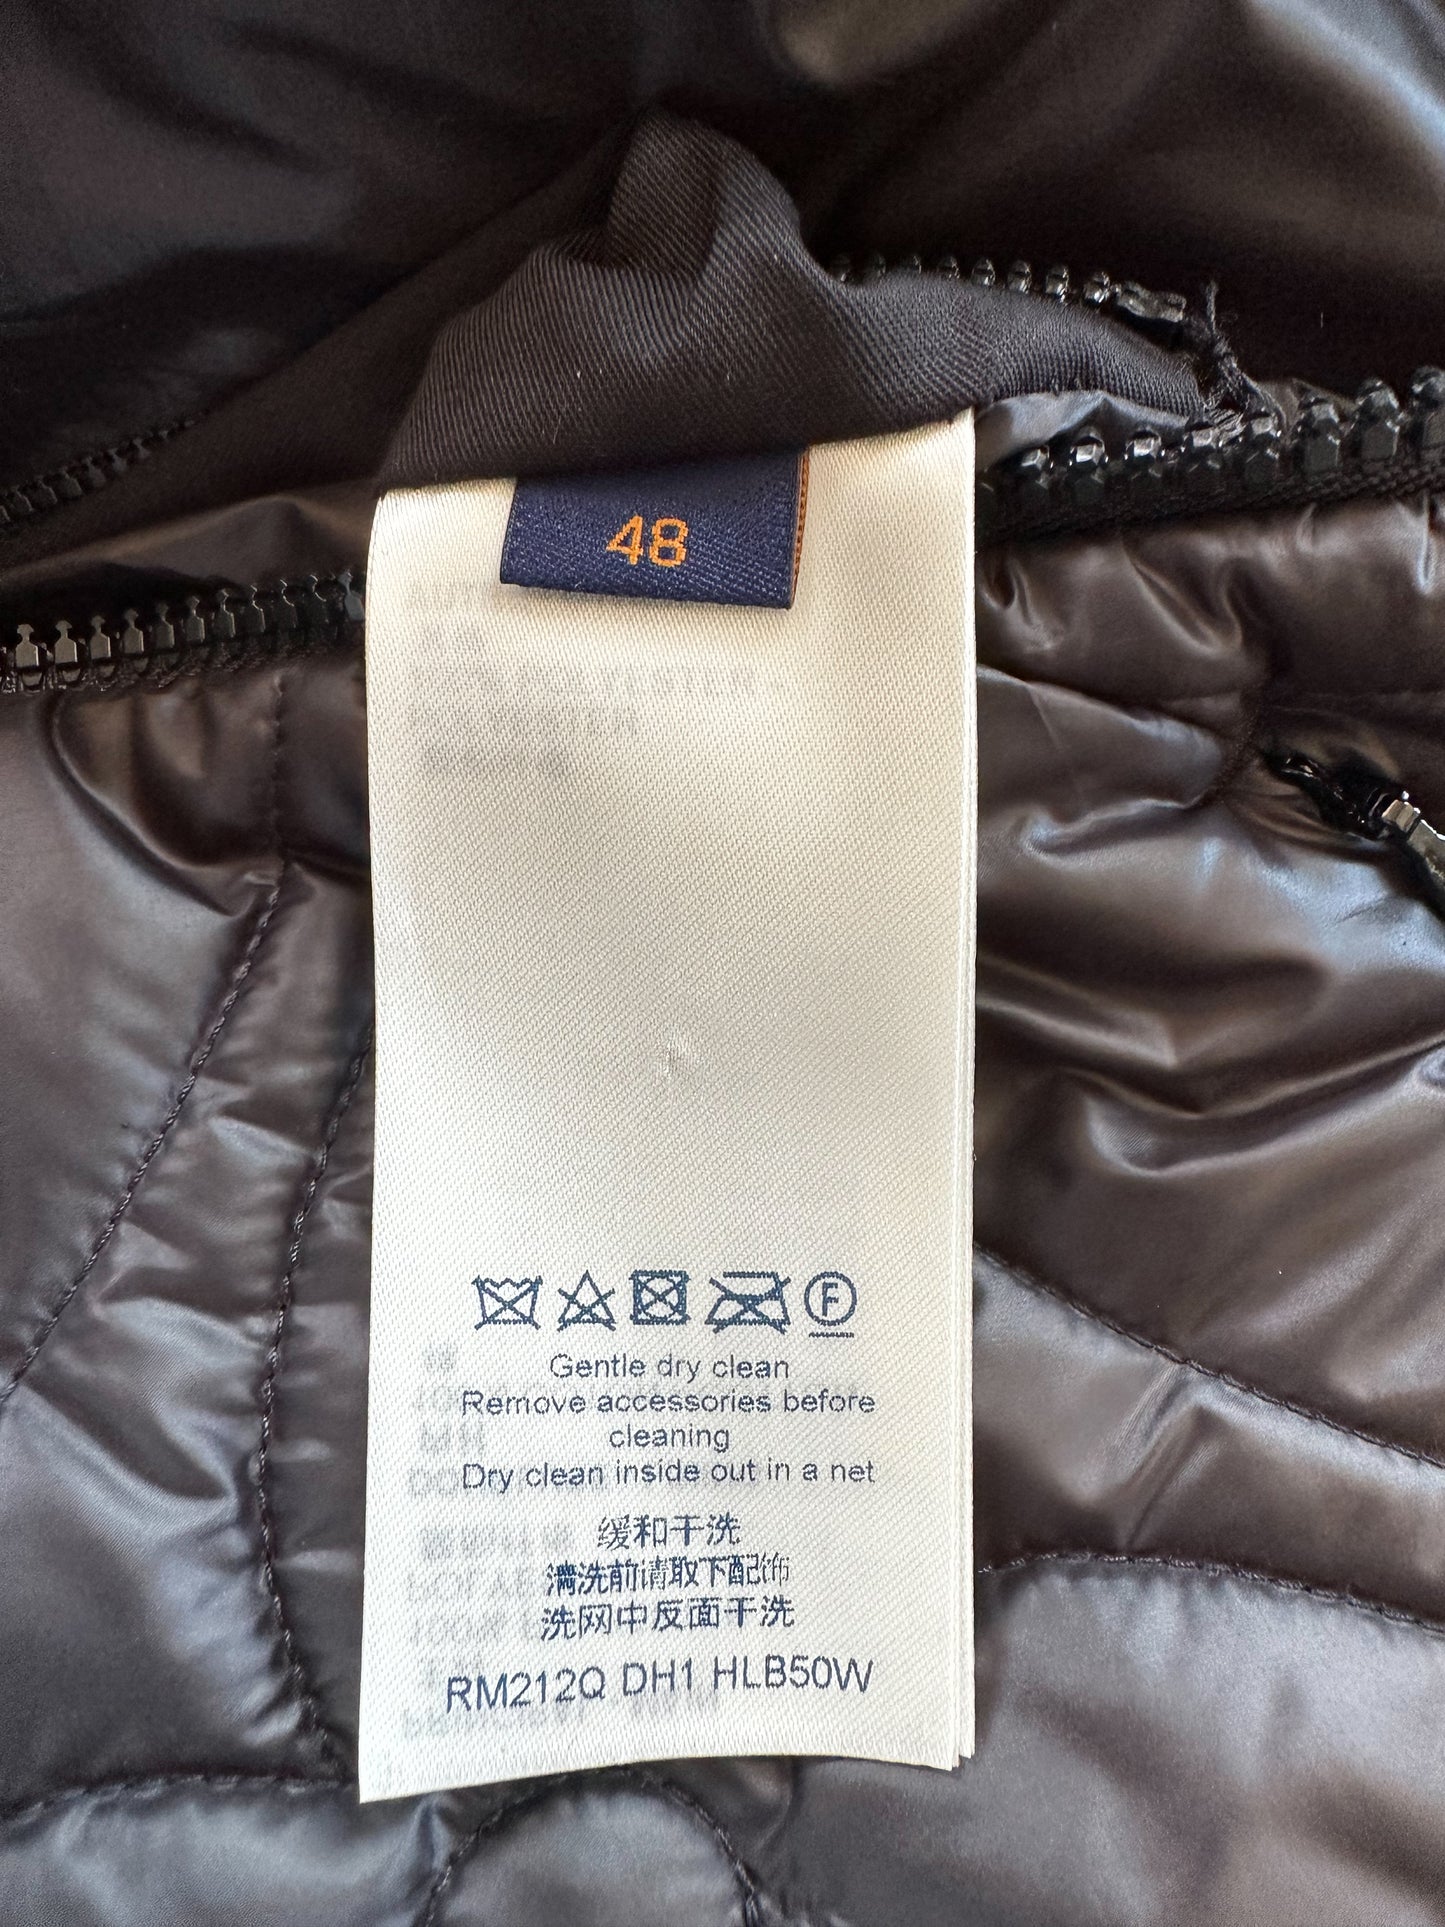 48
F
Gentle dry clean
Remove accessories before
cleaning
Dry clean inside out in a net
缓和干洗
清洗前请取下配饰
洗网中反面干洗
RM212Q DH1 HLB50W